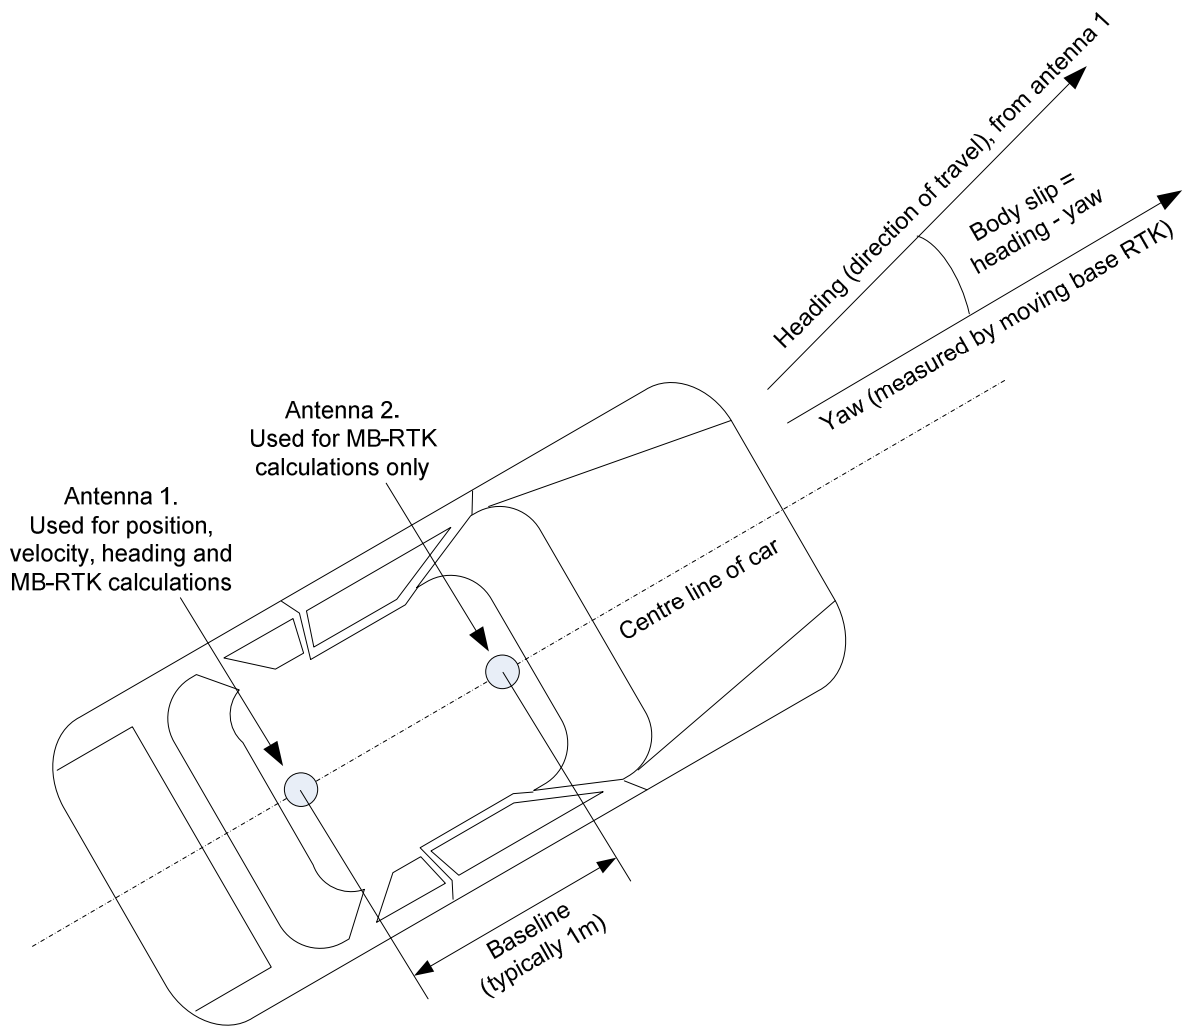 Heading (direction of travel), from antenna 1
Body slip =
heading - yaw
Yaw (measured by moving base RTK)
Antenna 2.
Used for MB-RTK
calculations only
Antenna 1.
Used for position,
velocity, heading and
MB-RTK calculations
Centre line of car
Baseline
(typically 1m)